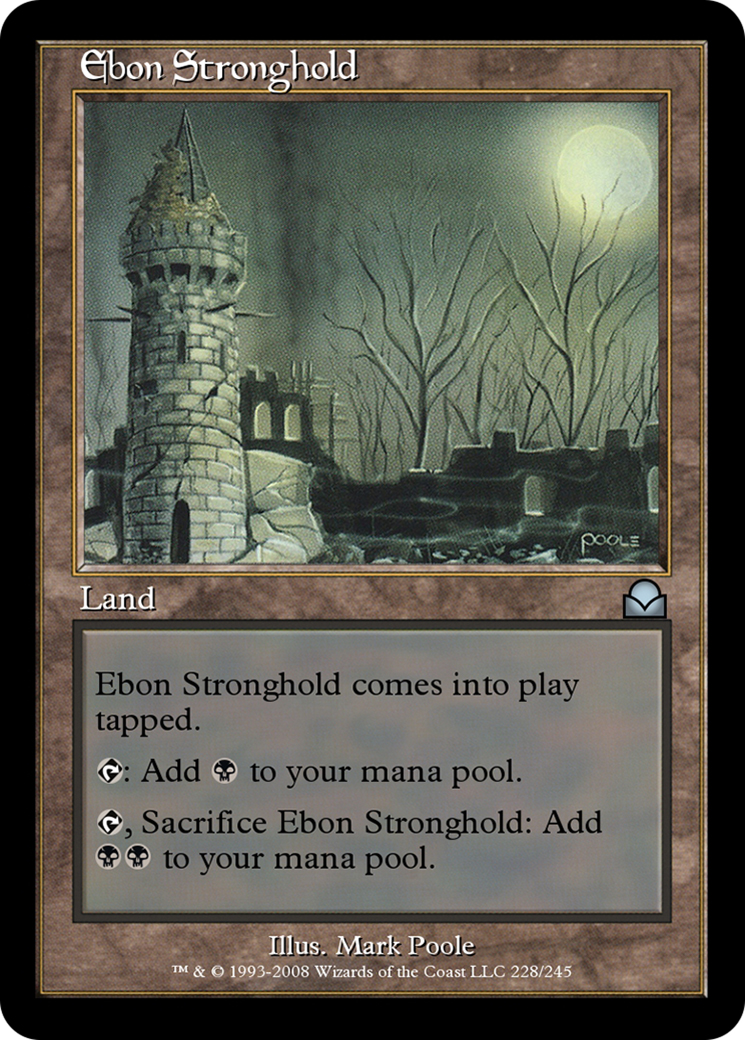 Ebon Stronghold
POOLE
Land
Ebon Stronghold comes into play
tapped.
: Add to your mana pool.
, Sacrifice Ebon Stronghold: Add
to your mana pool.
Illus. Mark Poole
™ & © 1993-2008 Wizards of the Coast LLC 228/245